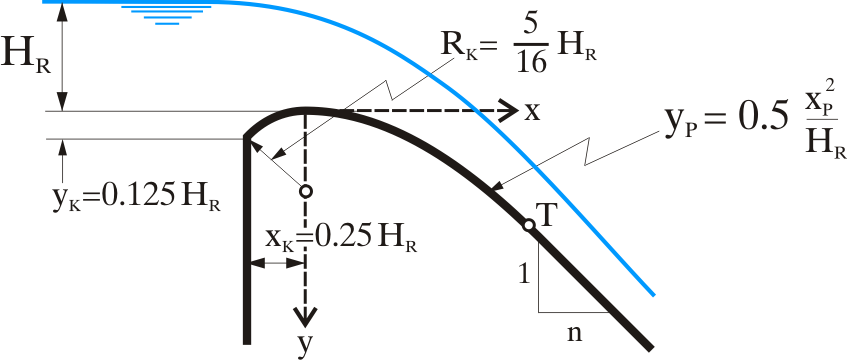 H_R
R_K= 5/16 H_R
x
y_P = 0.5 x_P^2/H_R
y_K=0.125 H_R
T
x_K=0.25 H_R
1
n
y